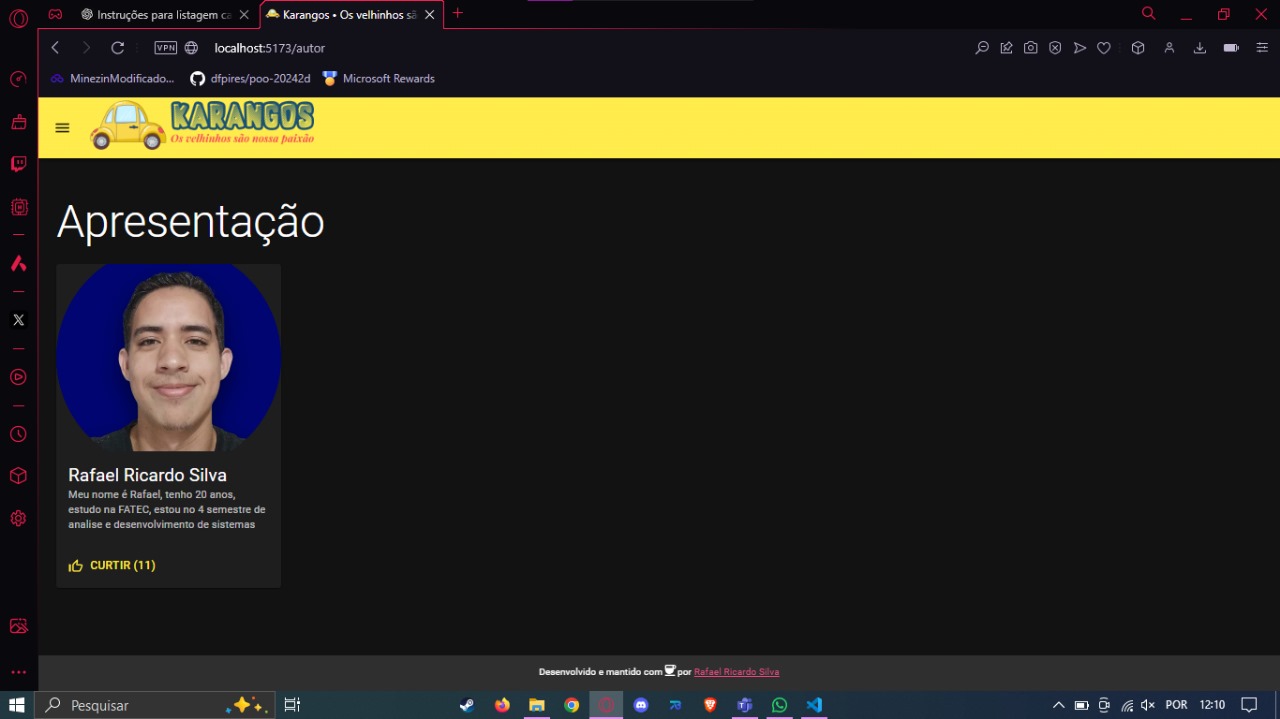 Instruções para listagem ca
Karangos • Os velhinhos sã
VPN
localhost:5173/autor
MinezinModificado...
dfpires/poo-20242d
Microsoft Rewards
KARANGOS
Os velhinhos são nossa paixão
Apresentação
Rafael Ricardo Silva
Meu nome é Rafael, tenho 20 anos,
estudo na FATEC, estou no 4 semestre de
analise e desenvolvimento de sistemas
CURTIR (11)
Desenvolvido e mantido com por Rafael Ricardo Silva
Pesquisar
POR
12:10